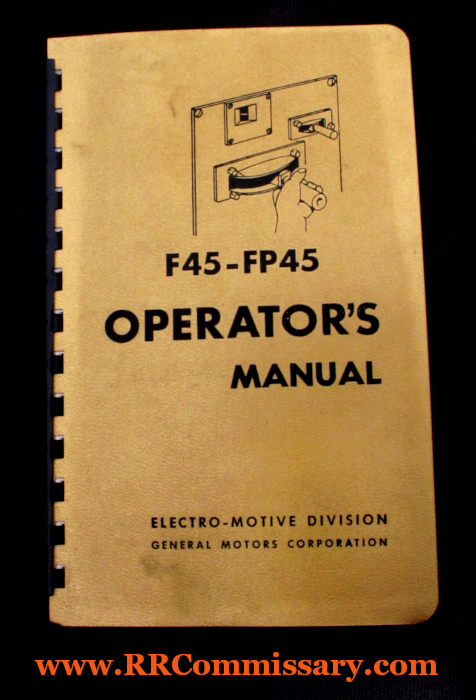 F45-FP45
OPERATOR'S
MANUAL
ELECTRO-MOTIVE DIVISION
GENERAL MOTORS CORPORATION
www.RRCommissary.com